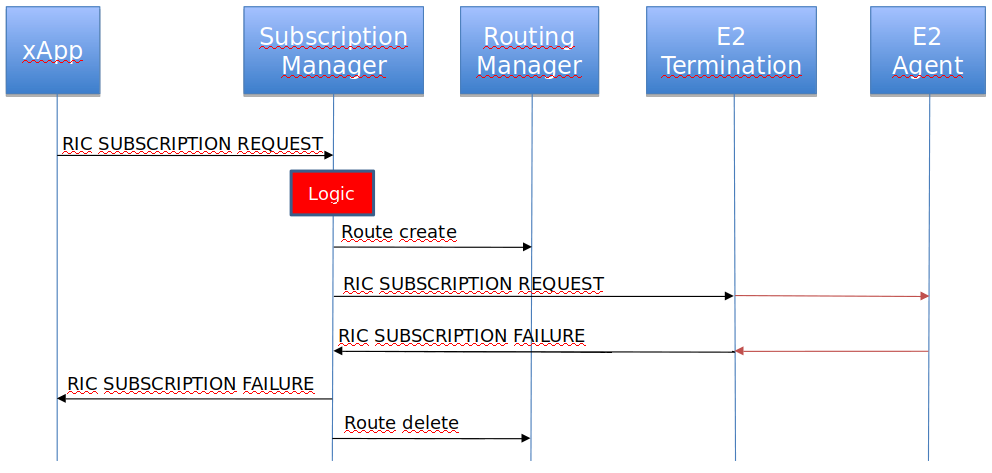 xApp
Subscription
Manager
Routing
Manager
E2
Termination
E2
Agent
RIC SUBSCRIPTION REQUEST
Logic
Route create
RIC SUBSCRIPTION REQUEST
RIC SUBSCRIPTION FAILURE
RIC SUBSCRIPTION FAILURE
Route delete